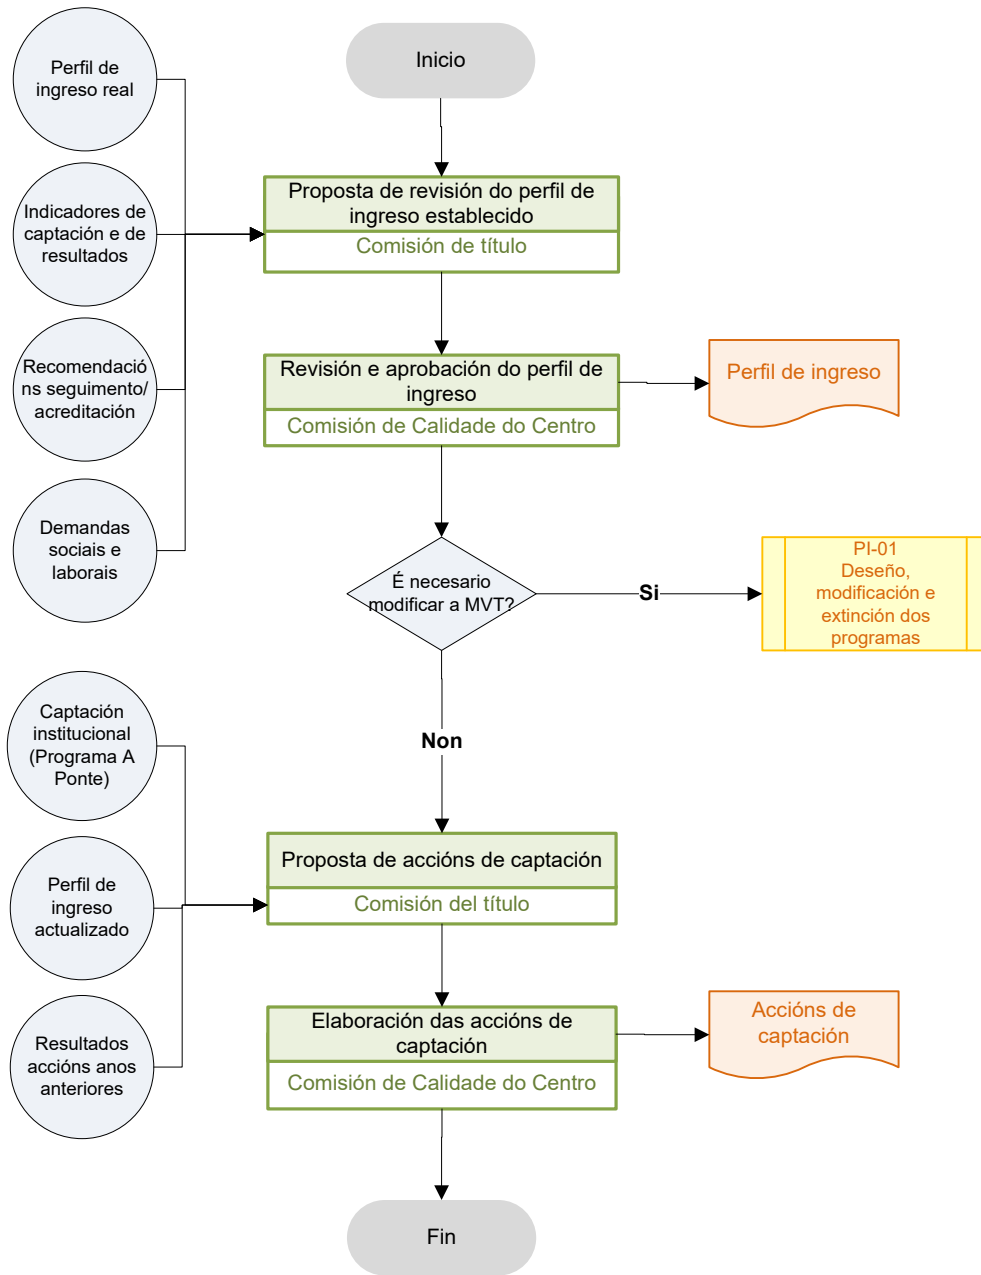 Inicio
Perfil de
ingreso real
Indicadores de
captación e de
resultados
Recomendació
ns seguimento/
acreditación
Demandas
sociais e
laborais
Proposta de revisión do perfil de
ingreso establecido
Comisión de título
Revisión e aprobación do perfil de
ingreso
Comisión de Calidade do Centro
Perfil de ingreso
É necesario
modificar a MVT?
Si
PI-01
Deseño,
modificación e
extinción dos
programas
Non
Captación
institucional
(Programa A
Ponte)
Perfil de
ingreso
actualizado
Resultados
accións anos
anteriores
Proposta de accións de captación
Comisión del título
Elaboración das accións de
captación
Comisión de Calidade do Centro
Accións de
captación
Fin